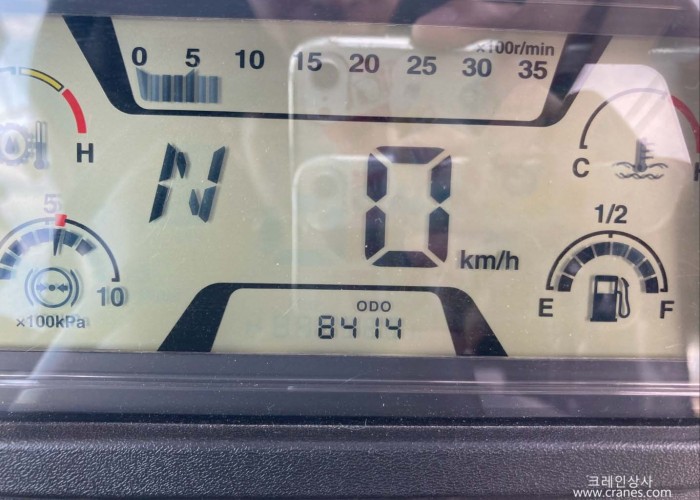 0 5 10 15 20 25 30 35
×100r/min
H
N
0
km/h
C
5
10
×100kPa
1/2
E
F
ODO
8414
크레인상사
www.cranes.com